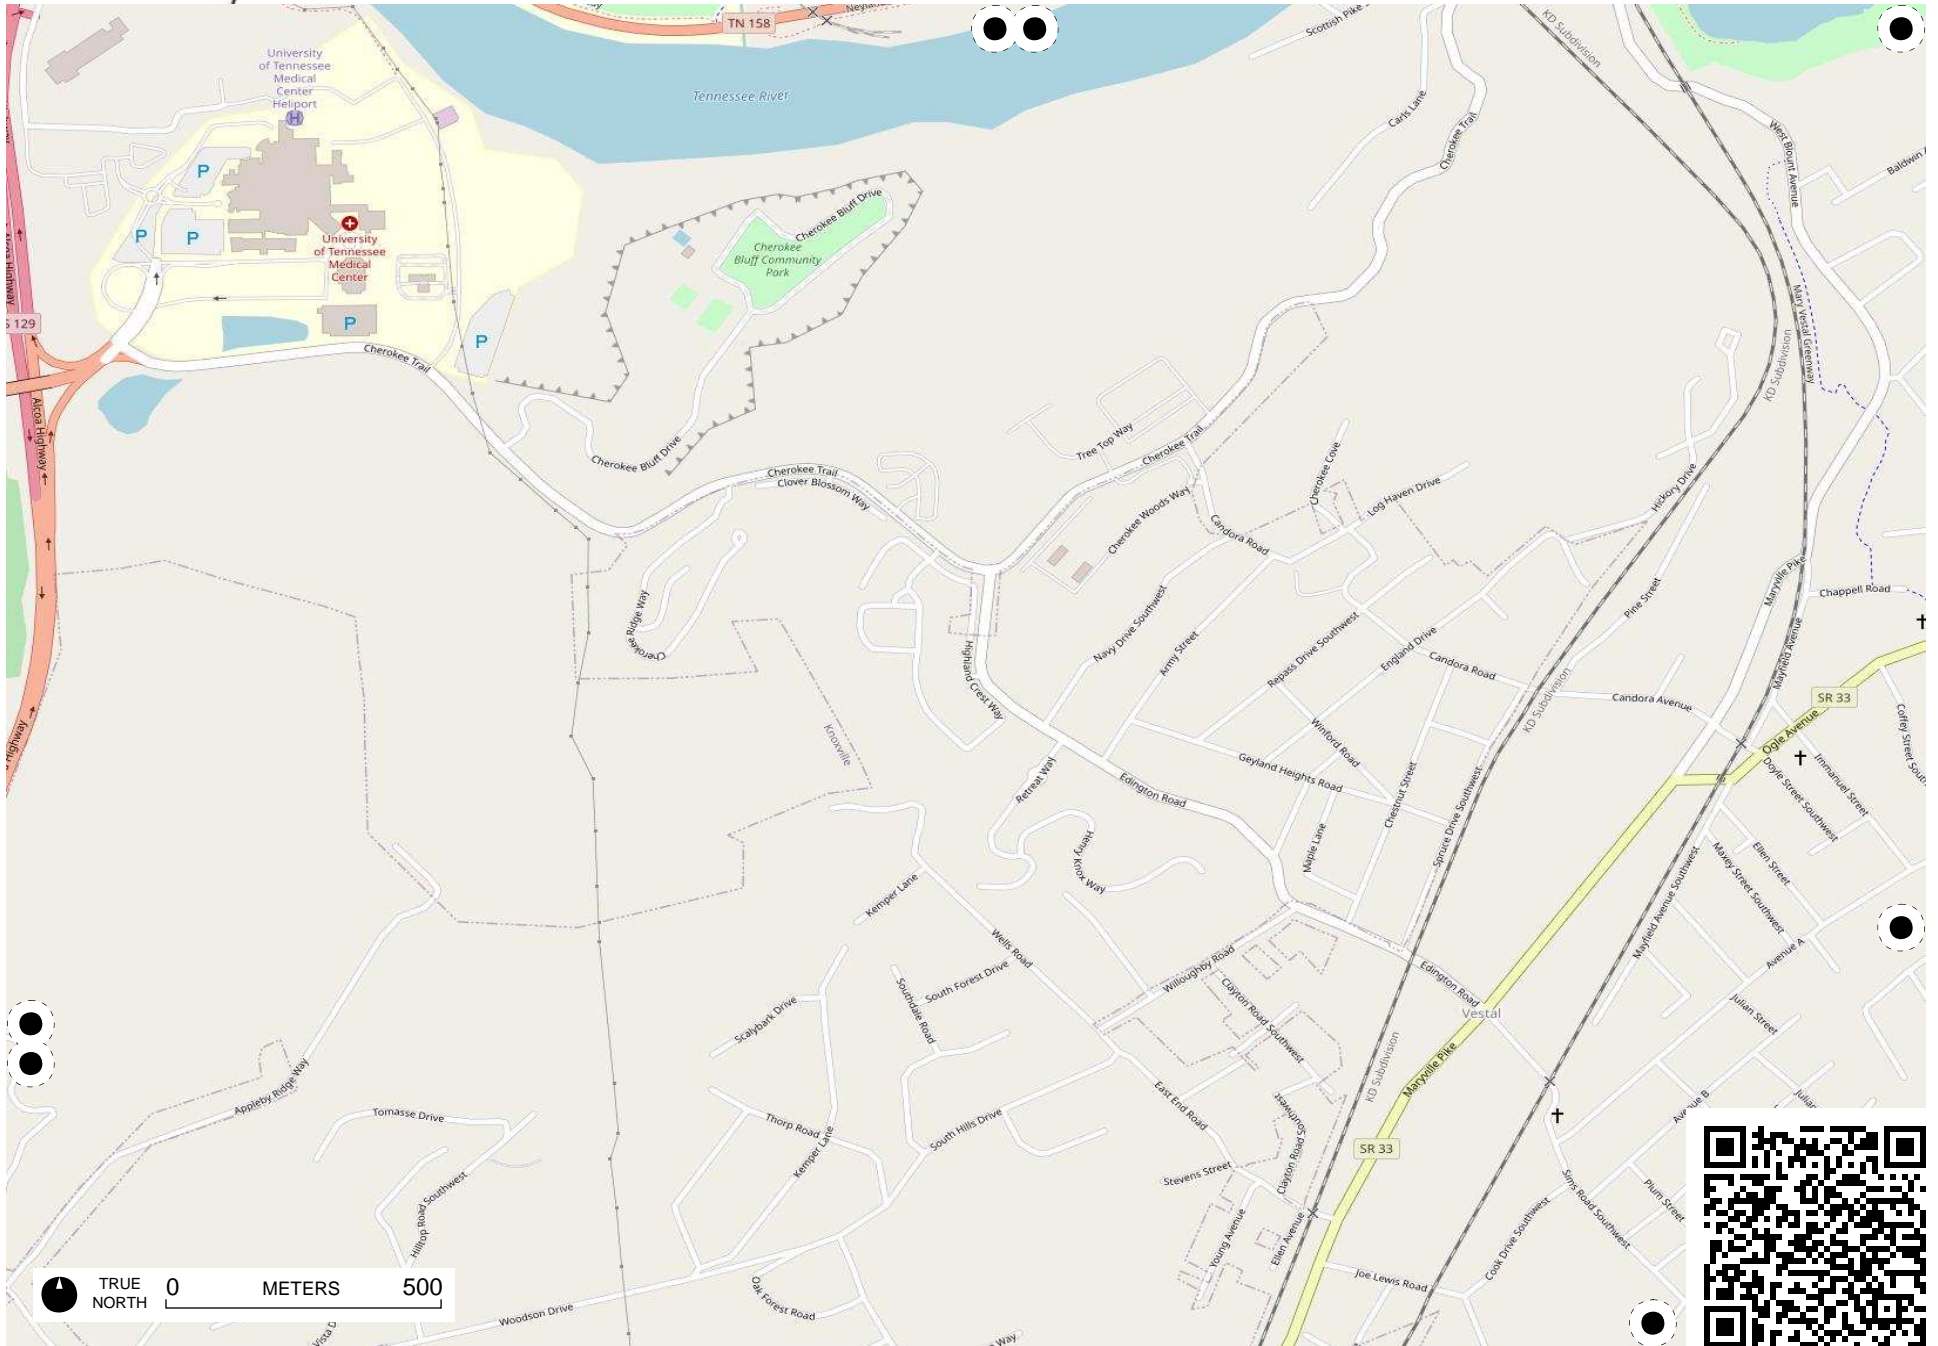 TN 158
Scottish Pike
KD Subdivision
University
of Tennessee
Medical
Center
Heliport
H
Tennessee River
Carls Lane
Cherokee Trail
West Blount Avenue
Baldwin
P
P
P
University
of Tennessee
Medical
Center
Cherokee Bluff Drive
Cherokee
Bluff Community
Park
Mary Vestal Greenway
KD Subdivision
Alcoa Highway
S 129
P
P
Cherokee Trail
Alcoa Highway
Cherokee Bluff Drive
Cherokee Trail
Clover Blossom Way
Tree Top Way
Cherokee Trail
Cherokee Woods Way
Cherokee Cove
Log Haven Drive
Hickory Drive
Candora Road
Maryville Pike
Chappell Road
Pine Street
Cherokee Ridge Way
Cherokee
Navy Drive Southwest
Army Street
Repass Drive Southwest
England Drive
Candora Road
KD Subdivision
Candora Avenue
Mayfield Avenue
SR 33
Ogle Avenue
Highland Crest Way
Knoxville
Highway
Winford Road
Geyland Heights Road
Retreat Way
Edington Road
Chestnut Street
Spruce Drive Southwest
Maple Lane
Henry Knox Way
Doyle Street Southwest
Immanuel Street
Coffey Street Sout
Ellen Street
Maxey Street Southwest
Mayfield Avenue Southwest
Avenue A
Julian Street
Kemper Lane
Wells Road
South Forest Drive
Southdale Road
Scalybark Drive
Willoughby Road
Clayton Road Southwest
Edington Road
Vestal
KD Subdivision
Maryville Pike
Appleby Ridge Way
Tomasse Drive
Thorp Road
Kemper Lane
South Hills Drive
East End Road
Stevens Street
Clayton Road Southwest
SR 33
Avenue B
Julian
Hilltop Road Southwest
Young Avenue
Ellen Avenue
Sims Road Southwest
Plum Street
Cook Drive Southwest
Joe Lewis Road
Oak Forest Road
Woodson Drive
Vista D
Way
TRUE
NORTH
0 METERS 500